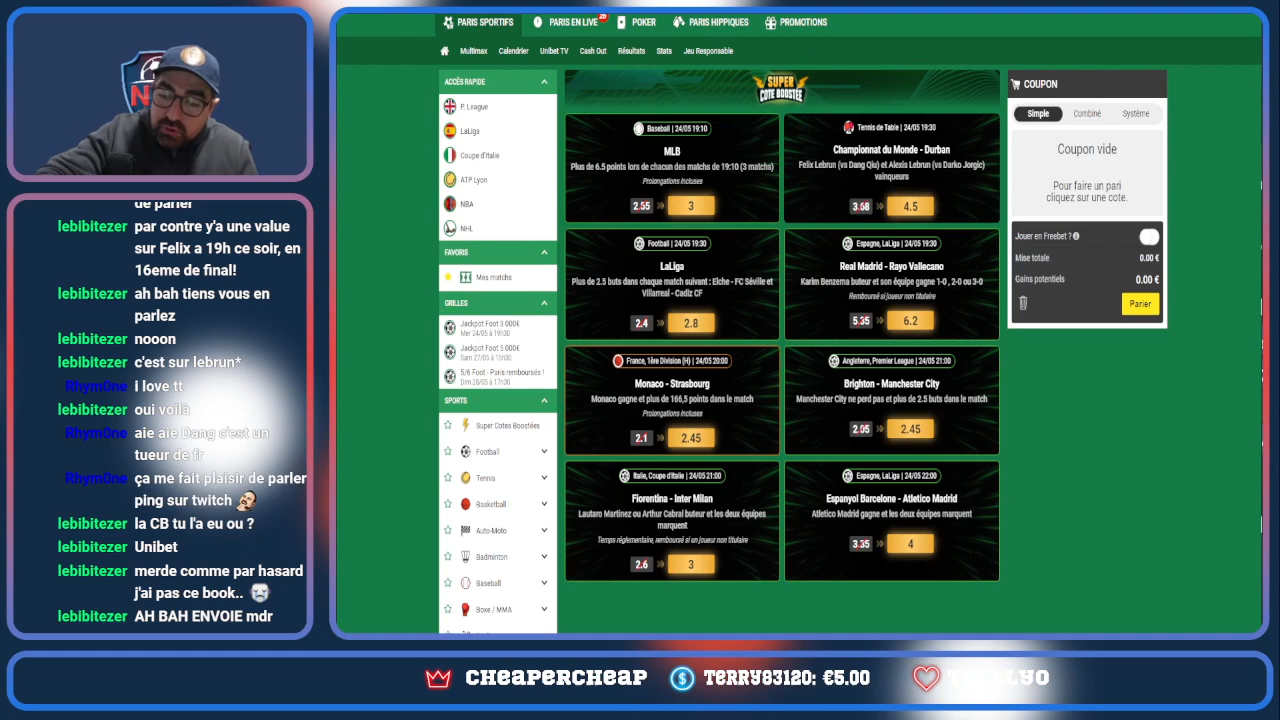 de parler
lebibitezer par contre y'a une value
sur Felix a 19h ce soir, en
16eme de final!
lebibitezer ah bah tiens vous en
parlez
lebibitezer nooon
lebibitezer c'est sur lebrun*
RhymOne i love tt
lebibitezer oui voilà
RhymOne aie aie Dang c'est un
tueur de fr
RhymOne ça me fait plaisir de parler
ping sur twitch
lebibitezer la CB tu l'a eu ou ?
lebibitezer Unibet
lebibitezer merde comme par hasard
j'ai pas ce book..
lebibitezer AH BAH ENVOIE mdr
PARIS SPORTIFS PARIS EN LIVE 20 POKER PARIS HIPPIQUES PROMOTIONS
Multimax Calendrier Unibet TV Cash Out Résultats Stats Jeu Responsable
ACCÈS RAPIDE
P. League
LaLiga
Coupe d'Italie
ATP Lyon
NBA
NHL
FAVORIS
Mes matchs
GRILLES
Jackpot Foot 3 000€
Mer 24/05 à 19h30
Jackpot Foot 5 000€
Sam 27/05 à 15h30
5/6 Foot - Paris remboursés !
Dim 28/05 à 17h30
SPORTS
Super Cotes Boostées
Football
Tennis
Basketball
Auto-Moto
Badminton
Baseball
Boxe / MMA
SUPER
COTE BOOSTÉE
Baseball | 24/05 19:10
MLB
Plus de 6.5 points lors de chacun des matchs de 19:10 (3 matchs)
Prolongations incluses
2.55 3
Tennis de Table | 24/05 19:30
Championnat du Monde - Durban
Felix Lebrun (vs Dang Qiu) et Alexis Lebrun (vs Darko Jorgic)
vainqueurs
3.68 4.5
Football | 24/05 19:30
LaLiga
Plus de 2.5 buts dans chaque match suivant : Elche - FC Séville et
Villarreal - Cadiz CF
2.4 2.8
Espagne, LaLiga | 24/05 19:30
Real Madrid - Rayo Vallecano
Karim Benzema buteur et son équipe gagne 1-0 , 2-0 ou 3-0
Remboursé si joueur non titulaire
5.35 6.2
France, 1ère Division (H) | 24/05 20:00
Monaco - Strasbourg
Monaco gagne et plus de 166,5 points dans le match
Prolongations incluses
2.1 2.45
Angleterre, Premier League | 24/05 21:00
Brighton - Manchester City
Manchester City ne perd pas et plus de 2.5 buts dans le match
2.05 2.45
Italie, Coupe d'Italie | 24/05 21:00
Fiorentina - Inter Milan
Lautaro Martinez ou Arthur Cabral buteur et les deux équipes
marquent
Temps réglementaire, remboursé si un joueur non titulaire
2.6 3
Espagne, LaLiga | 24/05 22:00
Espanyol Barcelone - Atletico Madrid
Atletico Madrid gagne et les deux équipes marquent
3.35 4
COUPON
Simple Combiné Système
Coupon vide
Pour faire un pari
cliquez sur une cote.
Jouer en Freebet ?
Mise totale 0.00 €
Gains potentiels 0.00 €
Parier
CHEAPERCHEAP TERRY83120: €5.00